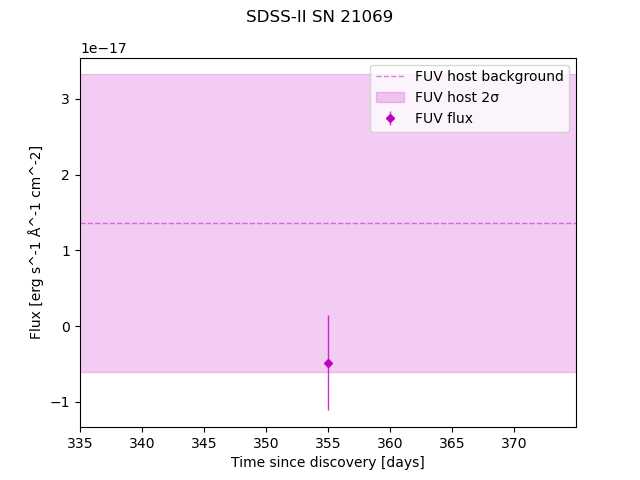 SDSS-II SN 21069
1e−17
FUV host background
FUV host 2σ
FUV flux
3
2
1
0
−1
Flux [erg s^-1 Å^-1 cm^-2]
335 340 345 350 355 360 365 370
Time since discovery [days]